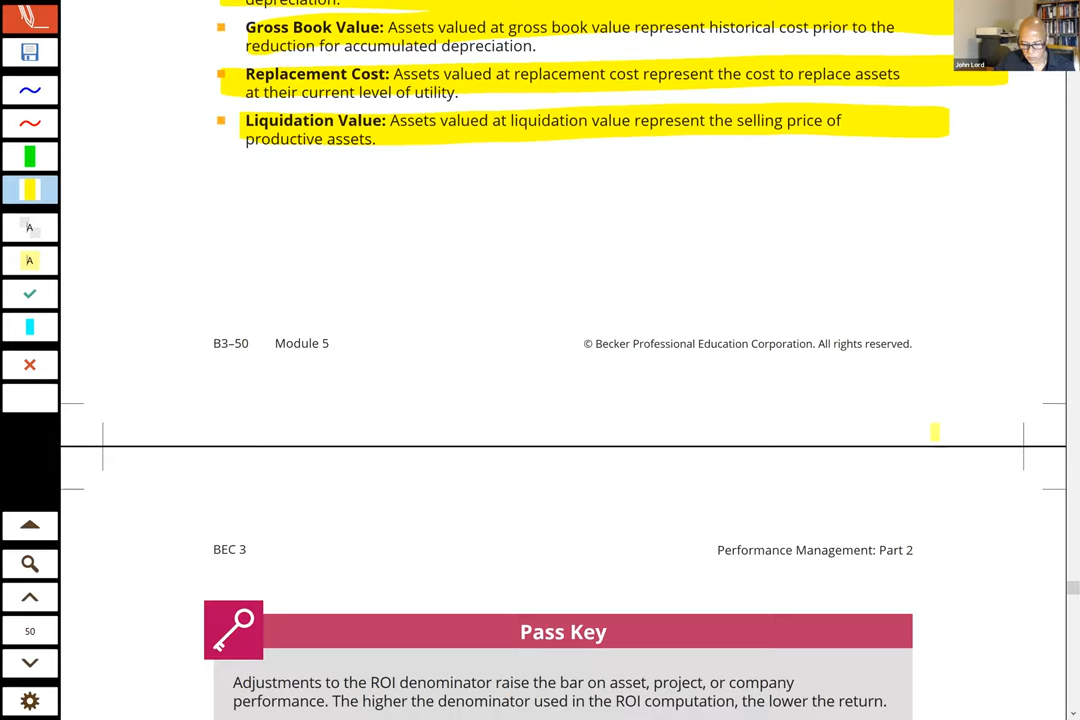 depreciation.
Gross Book Value: Assets valued at gross book value represent historical cost prior to the
reduction for accumulated depreciation.
Replacement Cost: Assets valued at replacement cost represent the cost to replace assets
at their current level of utility.
Liquidation Value: Assets valued at liquidation value represent the selling price of
productive assets.
John Lord
A
A
B3–50 Module 5 © Becker Professional Education Corporation. All rights reserved.
BEC 3 Performance Management: Part 2
50
Pass Key
Adjustments to the ROI denominator raise the bar on asset, project, or company
performance. The higher the denominator used in the ROI computation, the lower the return.